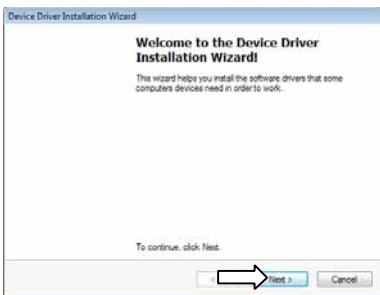 Device Driver Installation Wizard
Welcome to the Device Driver
Installation Wizard!
This wizard helps you install the software drivers that some
computers devices need in order to work.
To continue, click Next.
<
Next >
Cancel